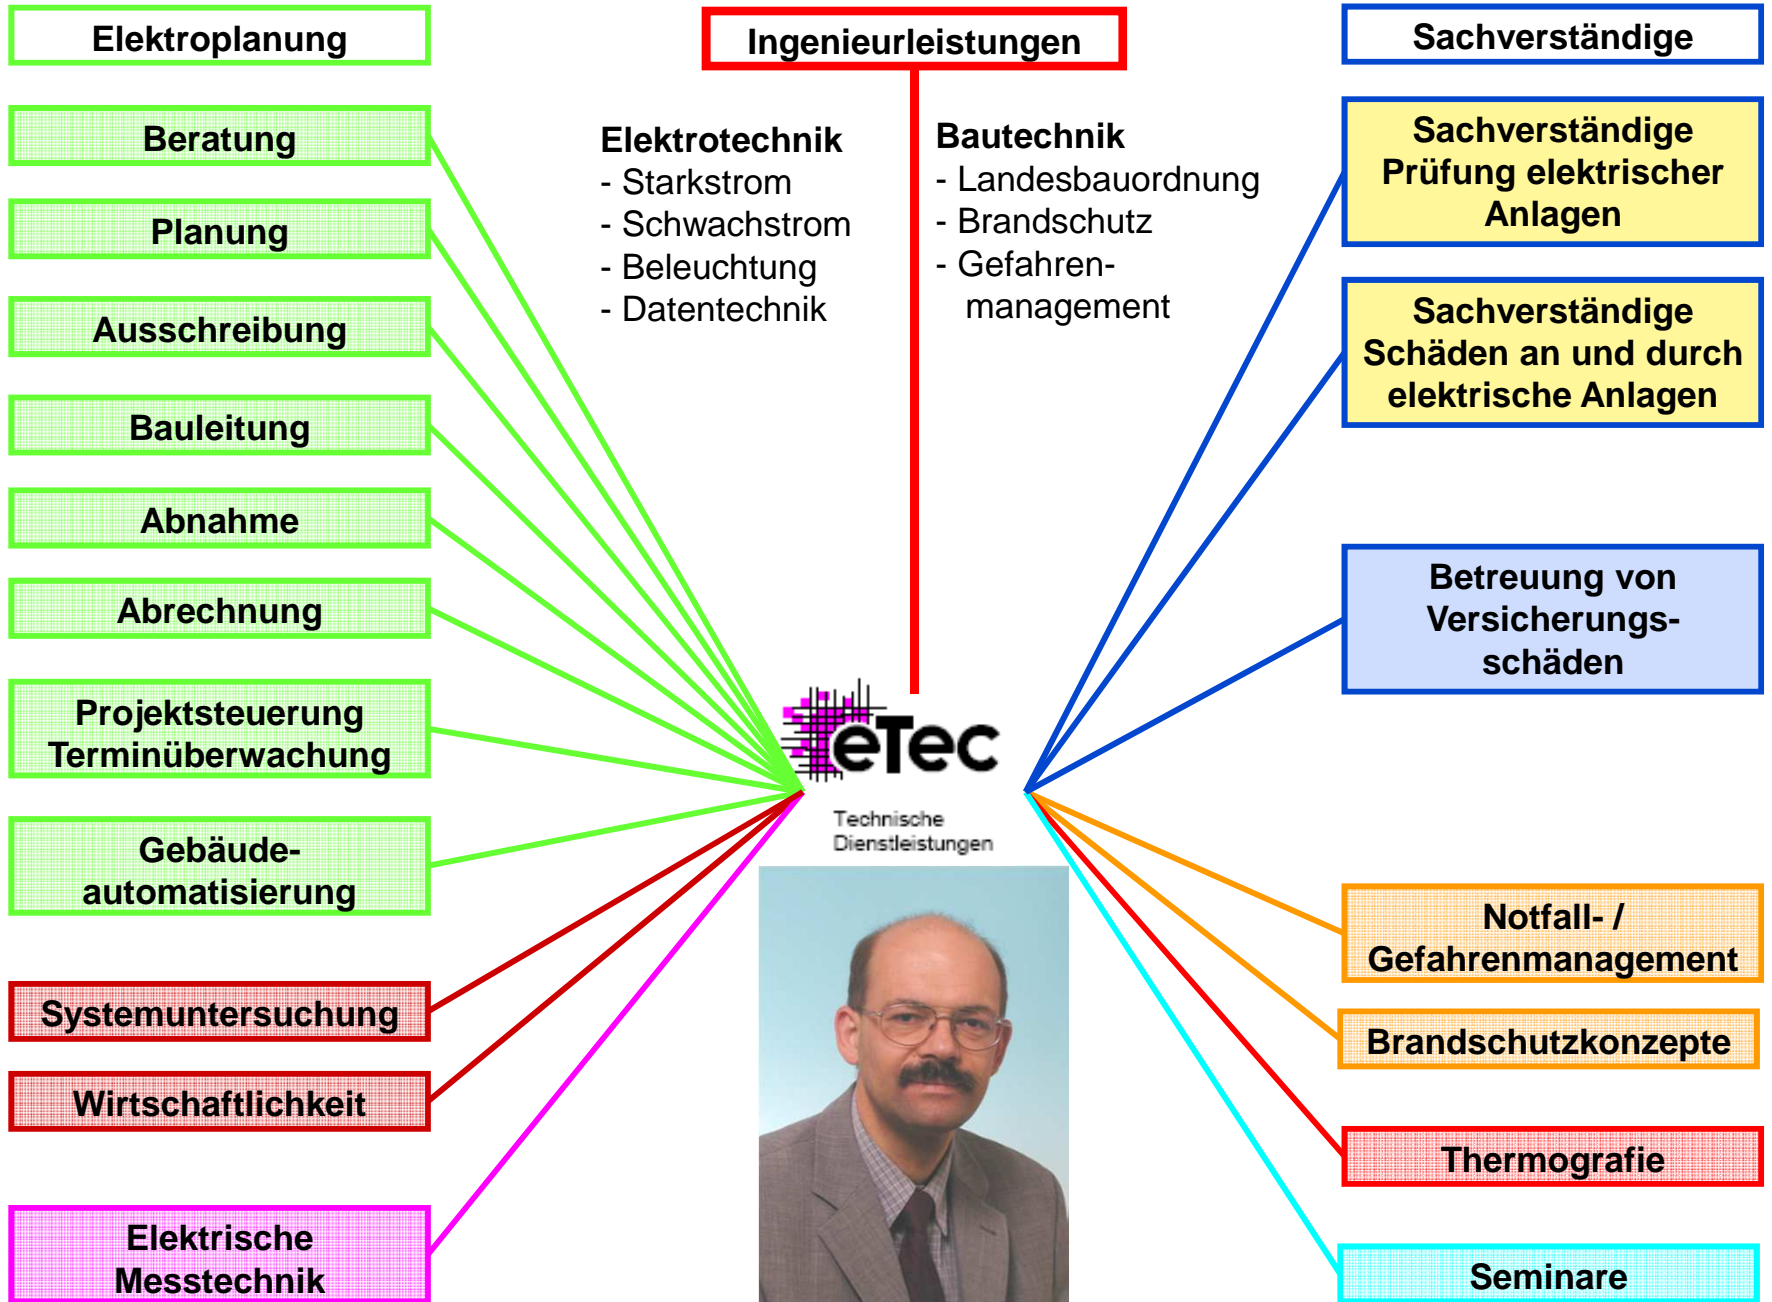 Elektroplanung
Beratung
Planung
Ausschreibung
Bauleitung
Abnahme
Abrechnung
Projektsteuerung
Terminüberwachung
Gebäude-
automatisierung
Systemuntersuchung
Wirtschaftlichkeit
Elektrische
Messtechnik
Ingenieurleistungen
Elektrotechnik
- Starkstrom
- Schwachstrom
- Beleuchtung
- Datentechnik
Bautechnik
- Landesbauordnung
- Brandschutz
- Gefahren-
management
eTec
Technische
Dienstleistungen
Sachverständige
Sachverständige
Prüfung elektrischer
Anlagen
Sachverständige
Schäden an und durch
elektrische Anlagen
Betreuung von
Versicherungs-
schäden
Notfall- /
Gefahrenmanagement
Brandschutzkonzepte
Thermografie
Seminare